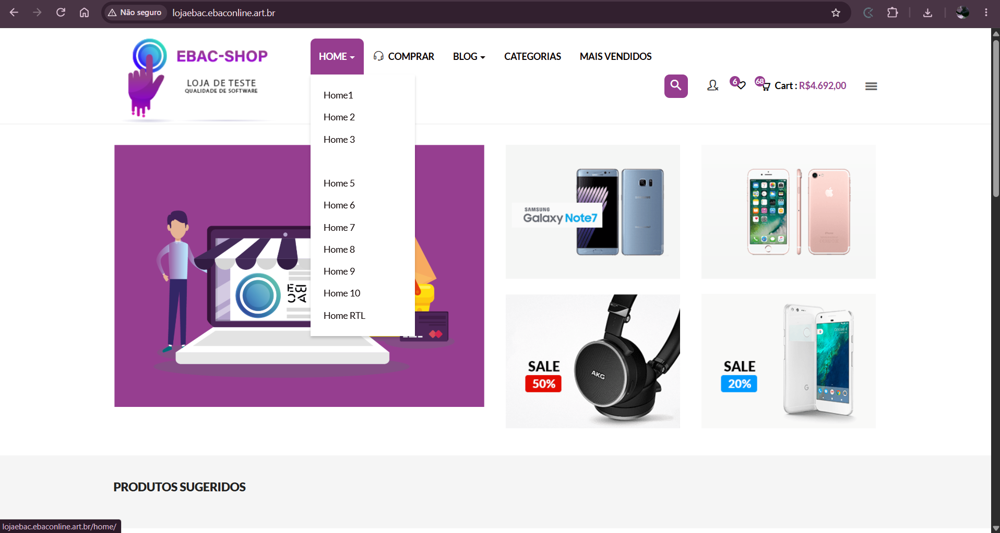 Não seguro
lojaebac.ebaconline.art.br
EBAC-SHOP
LOJA DE TESTE
QUALIDADE DE SOFTWARE
HOME
COMPRAR
BLOG
CATEGORIAS
MAIS VENDIDOS
6
68
Cart : R$4.692,00
Home1
Home 2
Home 3
Home 5
Home 6
Home 7
Home 8
Home 9
Home 10
Home RTL
SAMSUNG
Galaxy Note7
SALE
50%
AKG
SALE
20%
PRODUTOS SUGERIDOS
lojaebac.ebaconline.art.br/home/